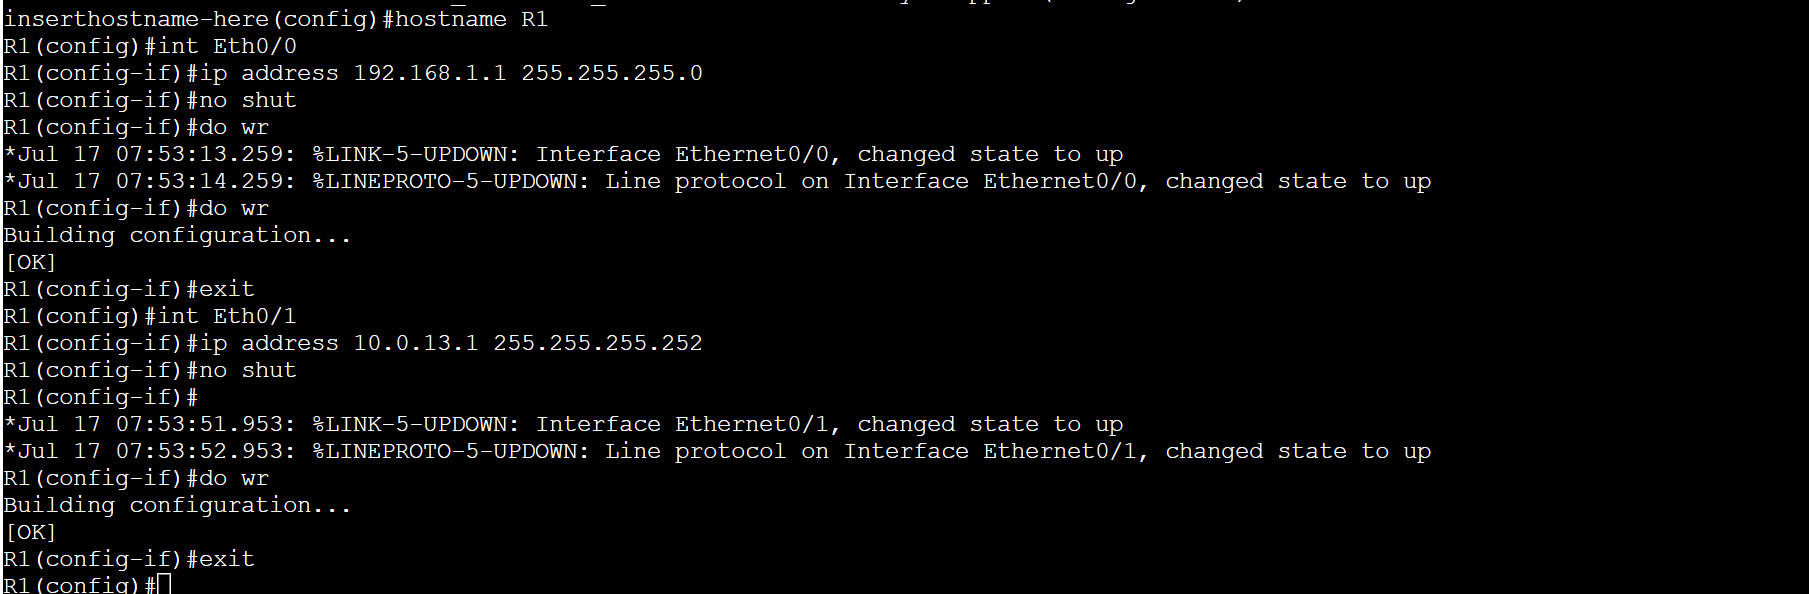 inserthostname-here(config)#hostname R1
R1(config)#int Eth0/0
R1(config-if)#ip address 192.168.1.1 255.255.255.0
R1(config-if)#no shut
R1(config-if)#do wr
*Jul 17 07:53:13.259: %LINK-5-UPDOWN: Interface Ethernet0/0, changed state to up
*Jul 17 07:53:14.259: %LINEPROTO-5-UPDOWN: Line protocol on Interface Ethernet0/0, changed state to up
R1(config-if)#do wr
Building configuration...
[OK]
R1(config-if)#exit
R1(config)#int Eth0/1
R1(config-if)#ip address 10.0.13.1 255.255.255.252
R1(config-if)#no shut
R1(config-if)#
*Jul 17 07:53:51.953: %LINK-5-UPDOWN: Interface Ethernet0/1, changed state to up
*Jul 17 07:53:52.953: %LINEPROTO-5-UPDOWN: Line protocol on Interface Ethernet0/1, changed state to up
R1(config-if)#do wr
Building configuration...
[OK]
R1(config-if)#exit
R1(config)#